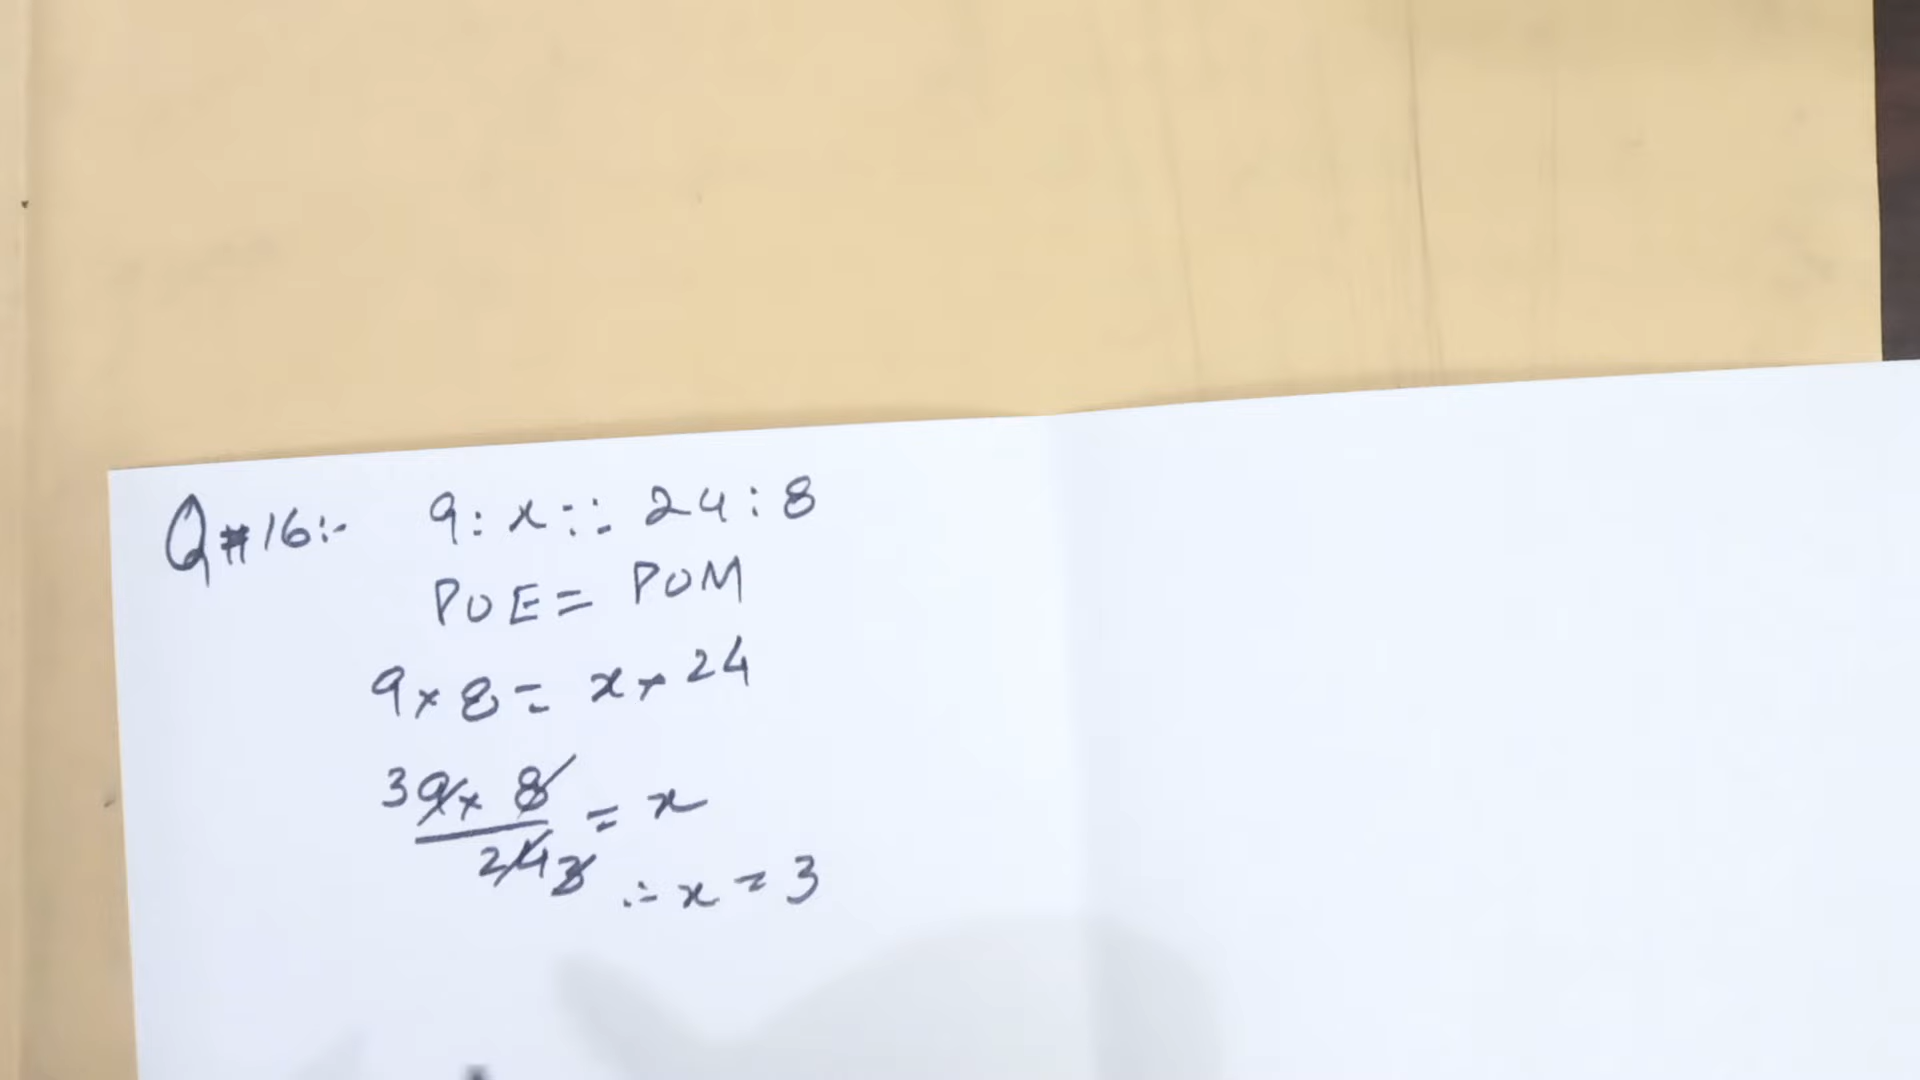 Q#16:- 9:x:: 24:8
POE = POM
9 × 8 = x × 24
3 9 × 8 / 24 3 = x
∴ x = 3